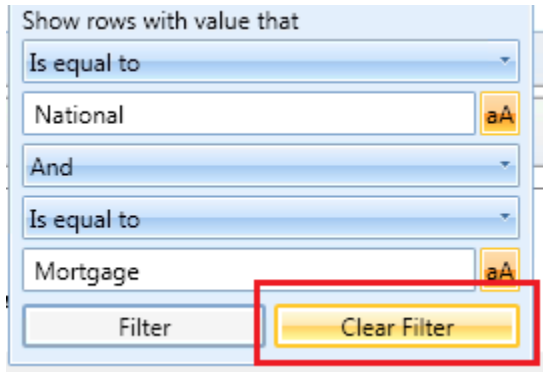 Show rows with value that
Is equal to
National aA
And
Is equal to
Mortgage aA
Filter Clear Filter